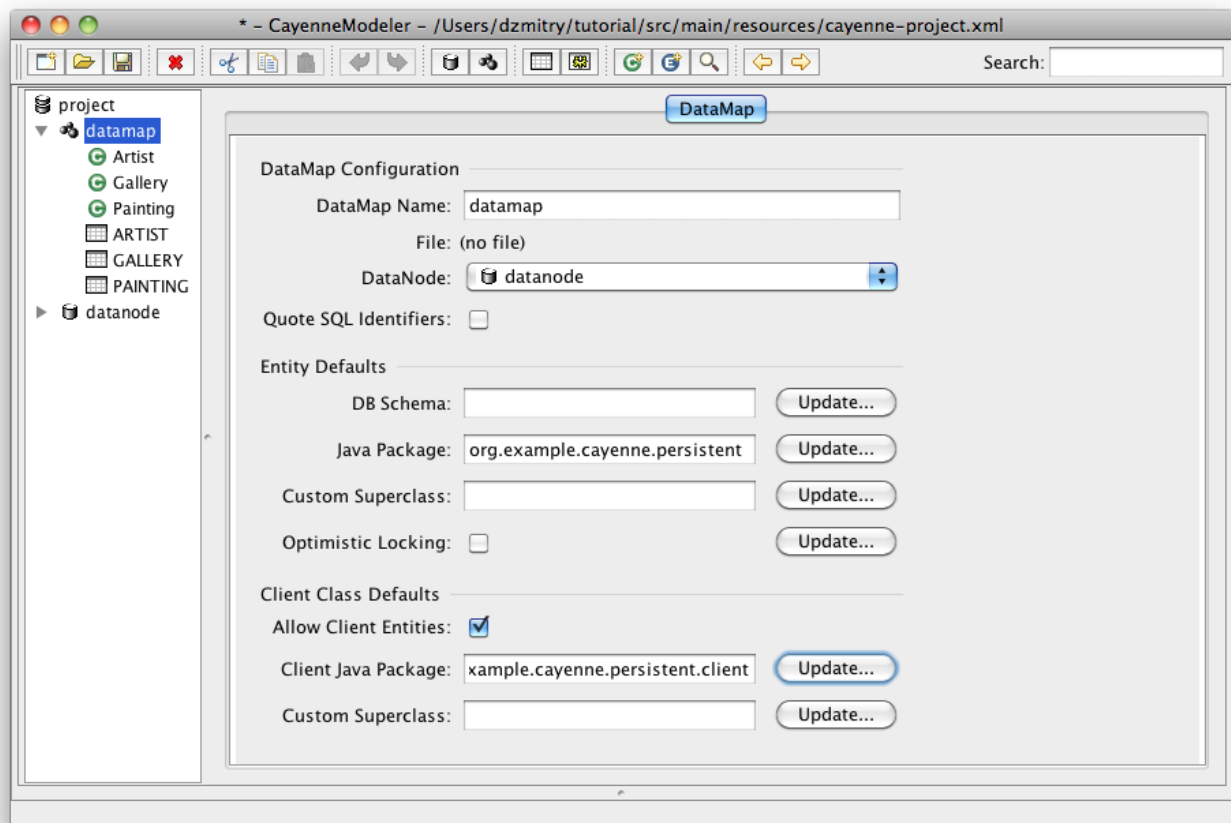 * – CayenneModeler – /Users/dzmitry/tutorial/src/main/resources/cayenne-project.xml
Search:
project
datamap
Artist
Gallery
Painting
ARTIST
GALLERY
PAINTING
datanode
DataMap
DataMap Configuration
DataMap Name: datamap
File: (no file)
DataNode: datanode
Quote SQL Identifiers:
Entity Defaults
DB Schema: Update...
Java Package: org.example.cayenne.persistent Update...
Custom Superclass: Update...
Optimistic Locking: Update...
Client Class Defaults
Allow Client Entities:
Client Java Package: xample.cayenne.persistent.client Update...
Custom Superclass: Update...